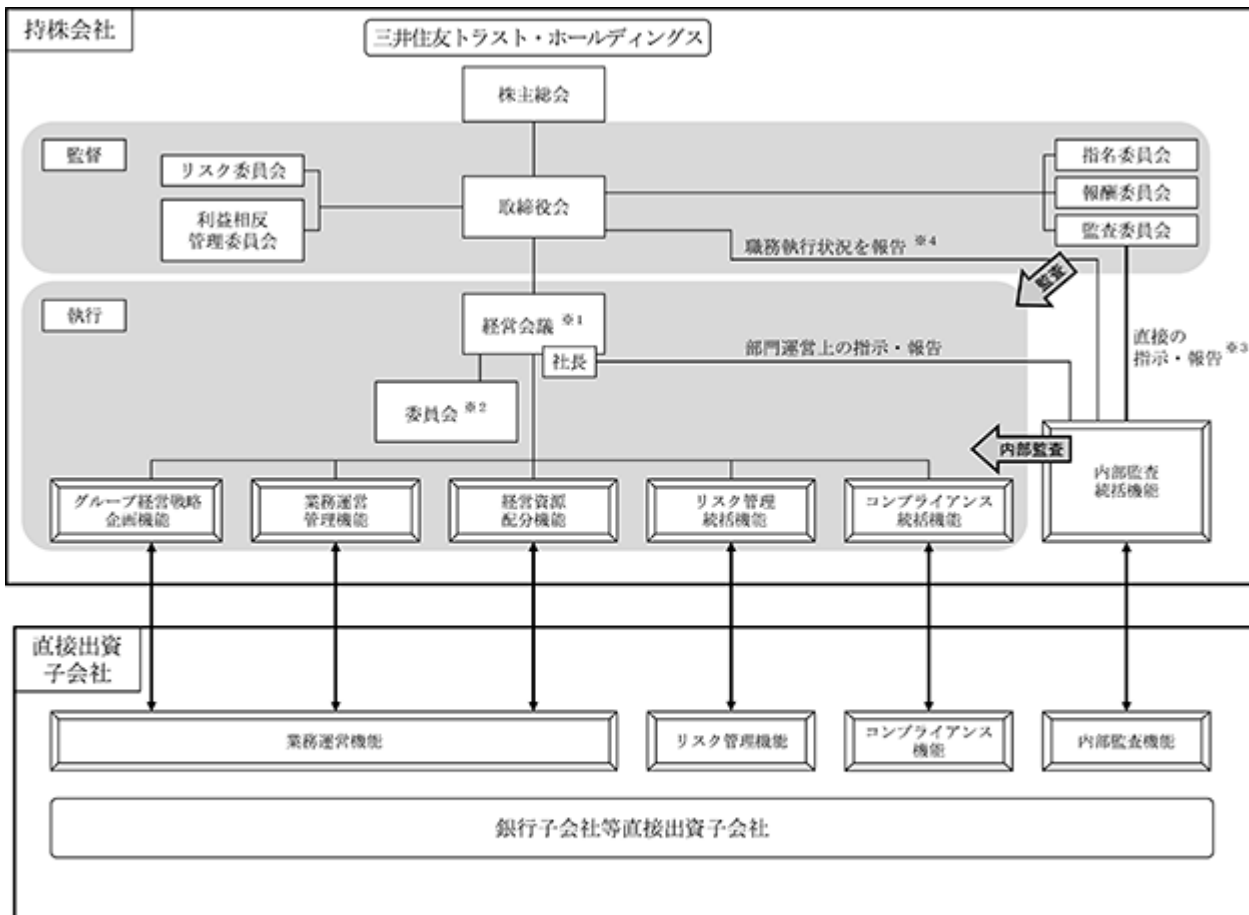 持株会社
三井住友トラスト・ホールディングス
株主総会
監督
リスク委員会
利益相反
管理委員会
取締役会
指名委員会
報酬委員会
監査委員会
職務執行状況を報告 ※4
監査
執行
経営会議 ※1
社長
部門運営上の指示・報告
直接の
指示・報告 ※3
委員会 ※2
内部監査
内部監査
統括機能
グループ経営戦略
企画機能
業務運営
管理機能
経営資源
配分機能
リスク管理
統括機能
コンプライアンス
統括機能
直接出資
子会社
業務運営機能
リスク管理機能
コンプライアンス
機能
内部監査機能
銀行子会社等直接出資子会社